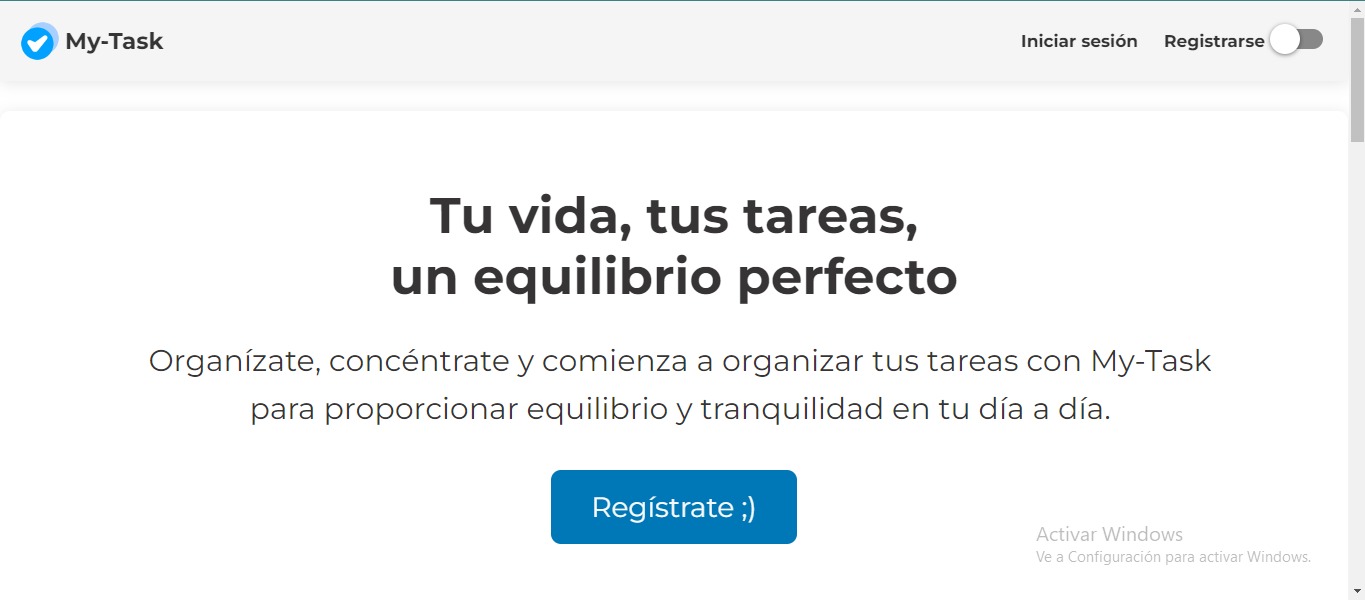 My-Task
Iniciar sesión
Registrarse
Tu vida, tus tareas,
un equilibrio perfecto
Organízate, concéntrate y comienza a organizar tus tareas con My-Task
para proporcionar equilibrio y tranquilidad en tu día a día.
Regístrate ;)
Activar Windows
Ve a Configuración para activar Windows.